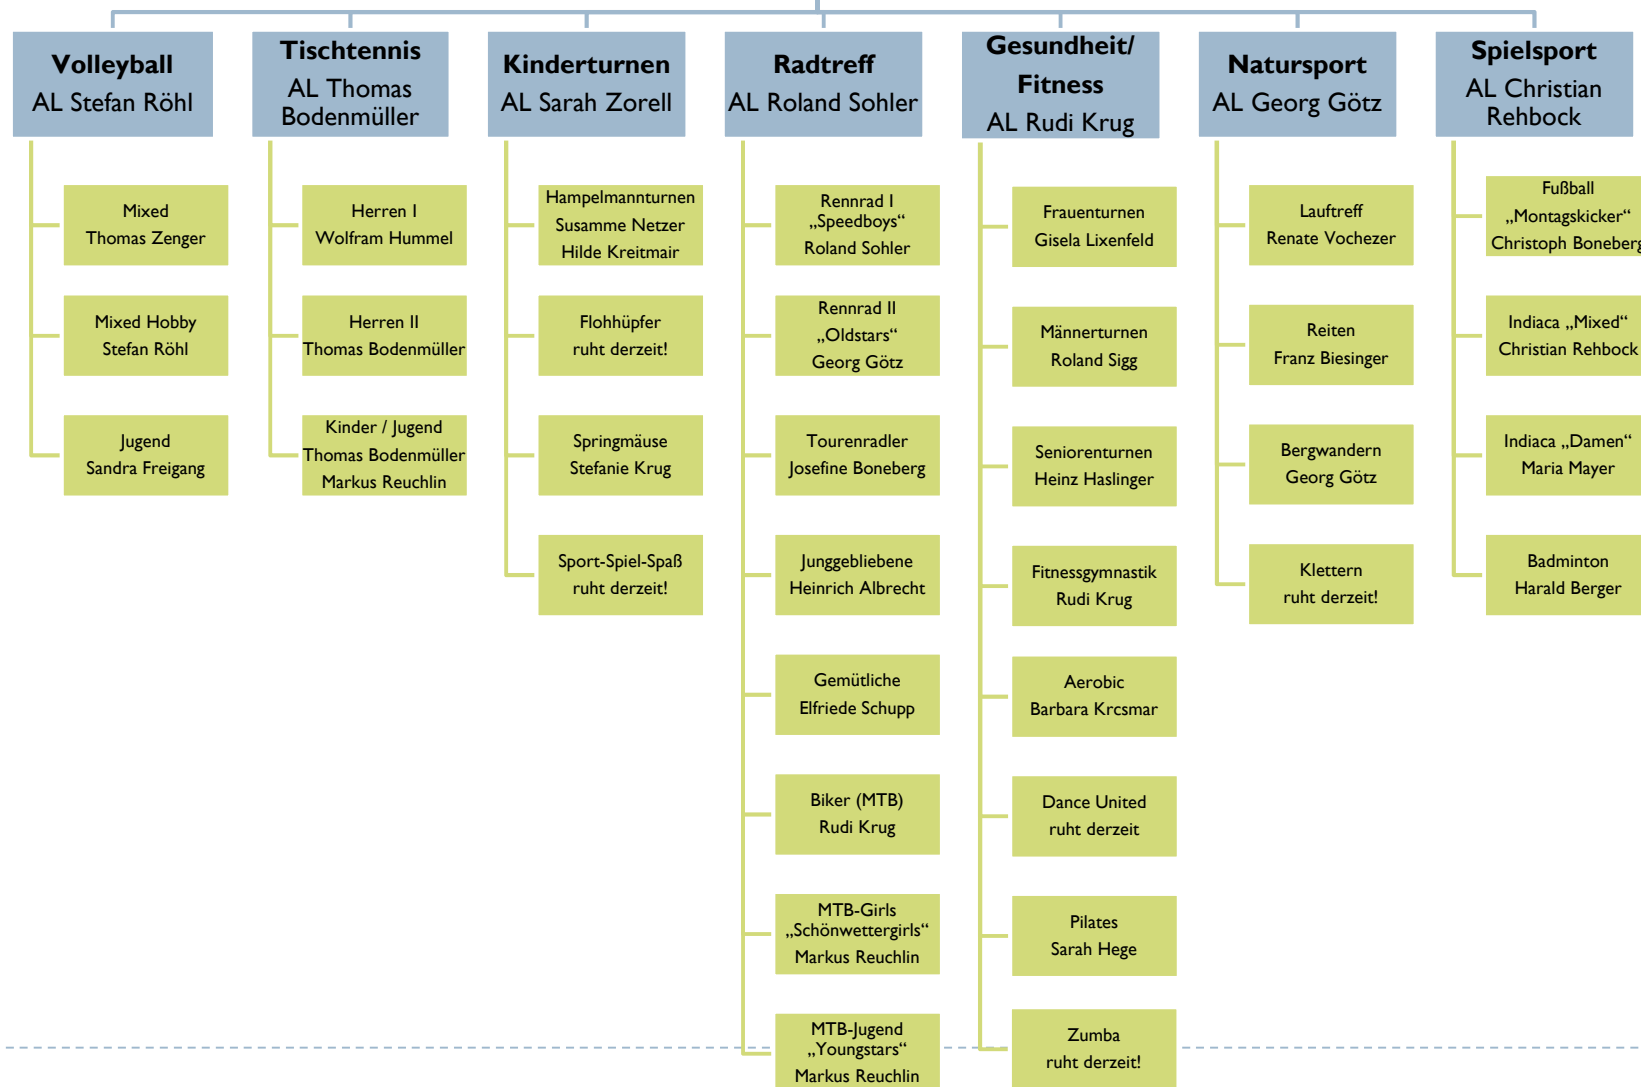 Volleyball
AL Stefan Röhl
Mixed
Thomas Zenger
Mixed Hobby
Stefan Röhl
Jugend
Sandra Freigang
Tischtennis
AL Thomas
Bodenmüller
Herren I
Wolfram Hummel
Herren II
Thomas Bodenmüller
Kinder / Jugend
Thomas Bodenmüller
Markus Reuchlin
Kinderturnen
AL Sarah Zorell
Hampelmannturnen
Susamme Netzer
Hilde Kreitmair
Flohhüpfer
ruht derzeit!
Springmäuse
Stefanie Krug
Sport-Spiel-Spaß
ruht derzeit!
Radtreff
AL Roland Sohler
Rennrad I
„Speedboys“
Roland Sohler
Rennrad II
„Oldstars“
Georg Götz
Tourenradler
Josefine Boneberg
Junggebliebene
Heinrich Albrecht
Gemütliche
Elfriede Schupp
Biker (MTB)
Rudi Krug
MTB-Girls
„Schönwettergirls“
Markus Reuchlin
MTB-Jugend
„Youngstars“
Markus Reuchlin
Gesundheit/
Fitness
AL Rudi Krug
Frauenturnen
Gisela Lixenfeld
Männerturnen
Roland Sigg
Seniorenturnen
Heinz Haslinger
Fitnessgymnastik
Rudi Krug
Aerobic
Barbara Krcsmar
Dance United
ruht derzeit
Pilates
Sarah Hege
Zumba
ruht derzeit!
Natursport
AL Georg Götz
Lauftreff
Renate Vochezer
Reiten
Franz Biesinger
Bergwandern
Georg Götz
Klettern
ruht derzeit!
Spielsport
AL Christian
Rehbock
Fußball
„Montagskicker“
Christoph Boneberg
Indiaca „Mixed“
Christian Rehbock
Indiaca „Damen“
Maria Mayer
Badminton
Harald Berger